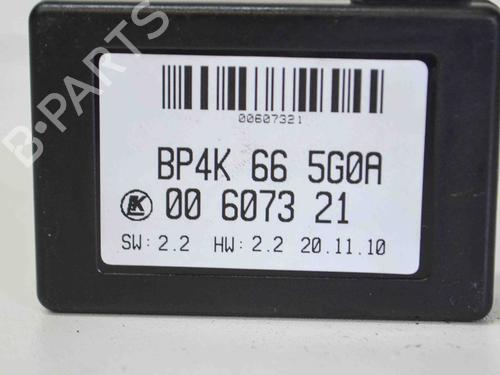 00607321
BP4K 66 5G0A
K 00 6073 21
SW: 2.2 HW: 2.2 20.11.10
B-PARTS